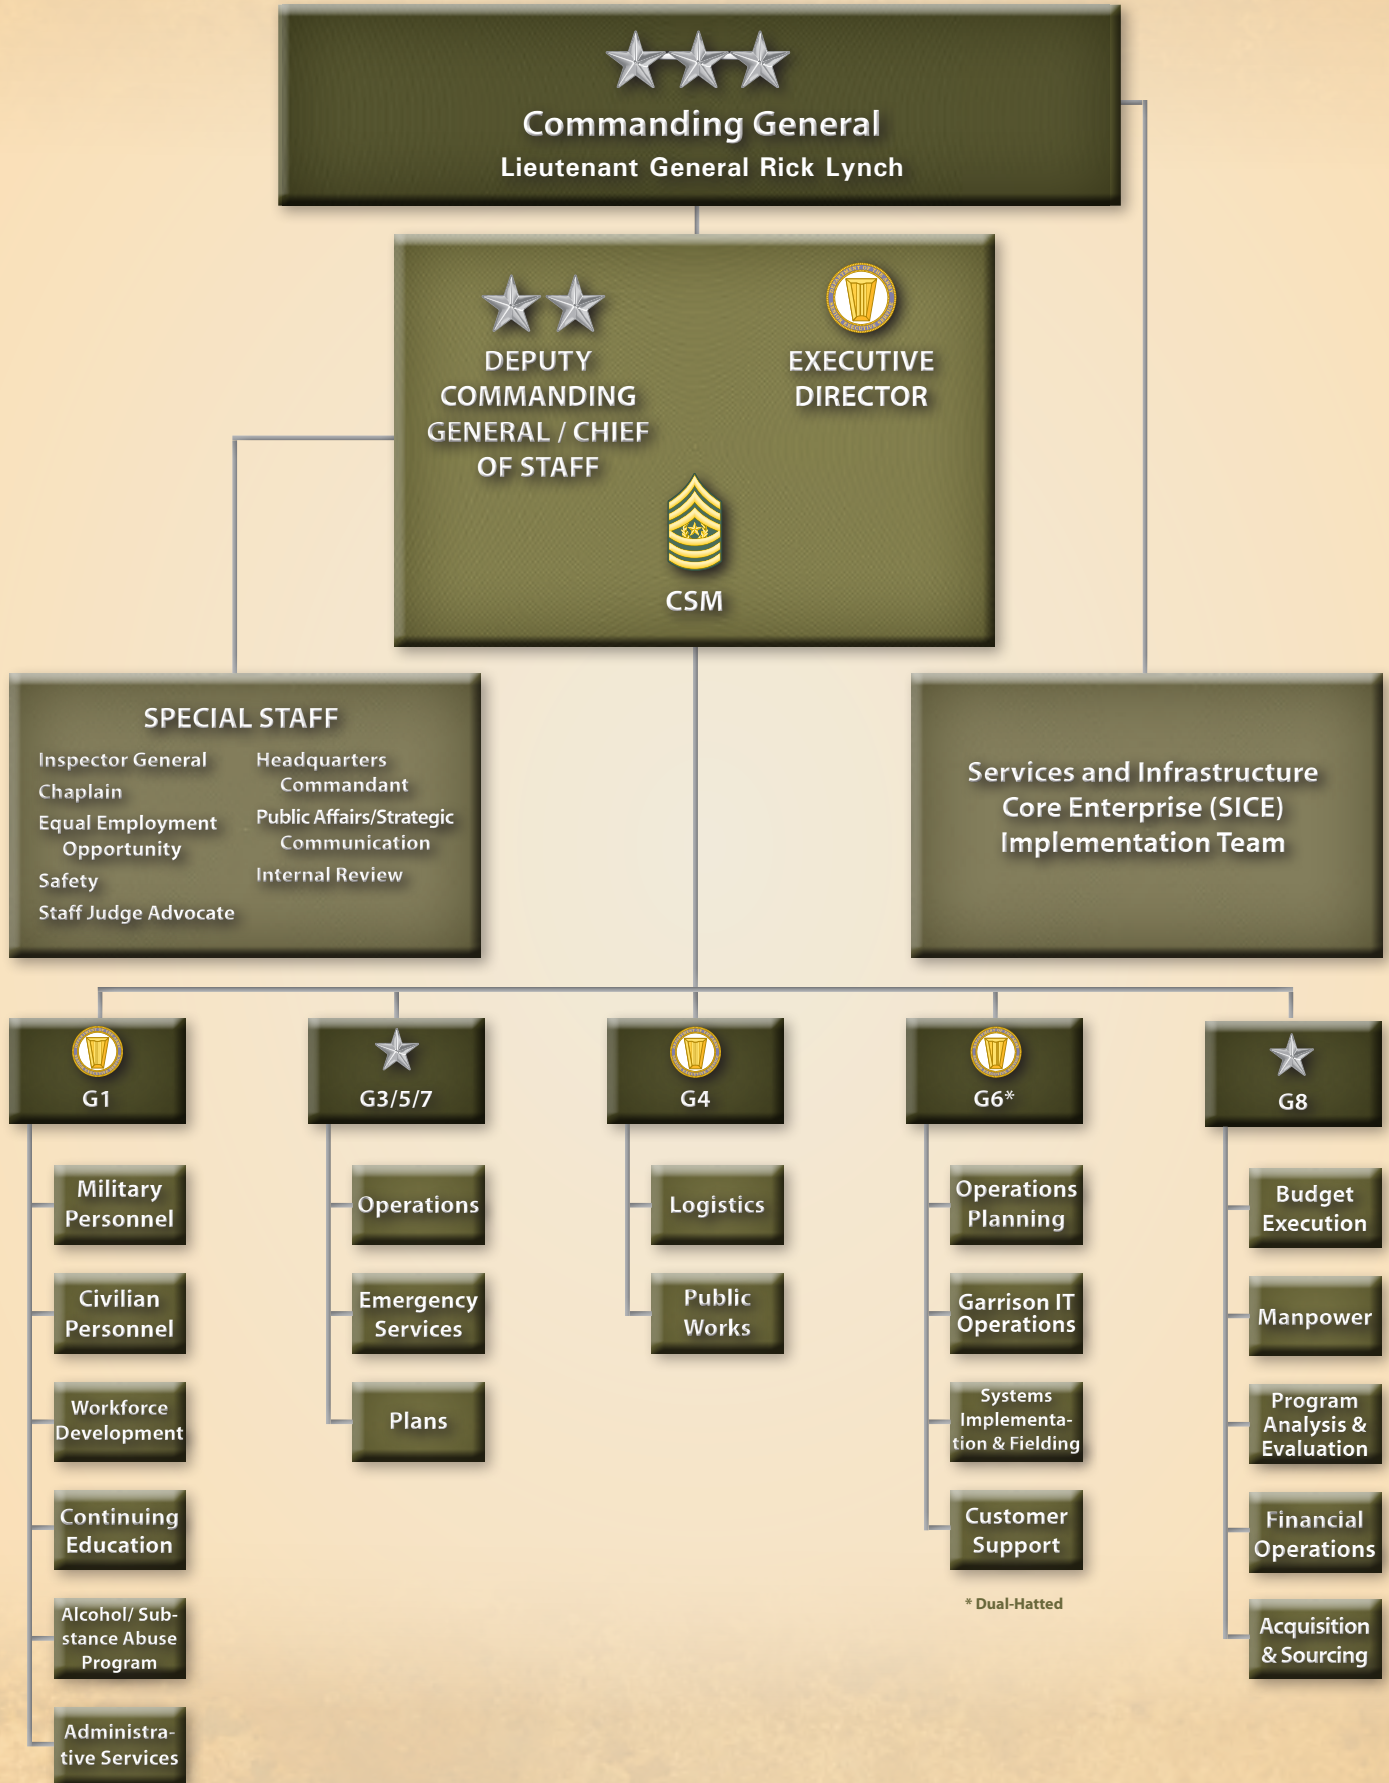 Commanding General
Lieutenant General Rick Lynch
DEPUTY
COMMANDING
GENERAL / CHIEF
OF STAFF
EXECUTIVE
DIRECTOR
CSM
SPECIAL STAFF
Inspector General
Chaplain
Equal Employment
Opportunity
Safety
Staff Judge Advocate
Headquarters
Commandant
Public Affairs/Strategic
Communication
Internal Review
Services and Infrastructure
Core Enterprise (SICE)
Implementation Team
G1
Military
Personnel
Civilian
Personnel
Workforce
Development
Continuing
Education
Alcohol/ Sub-
stance Abuse
Program
Administra-
tive Services
G3/5/7
Operations
Emergency
Services
Plans
G4
Logistics
Public
Works
G6*
Operations
Planning
Garrison IT
Operations
Systems
Implementa-
tion & Fielding
Customer
Support
* Dual-Hatted
G8
Budget
Execution
Manpower
Program
Analysis &
Evaluation
Financial
Operations
Acquisition
& Sourcing